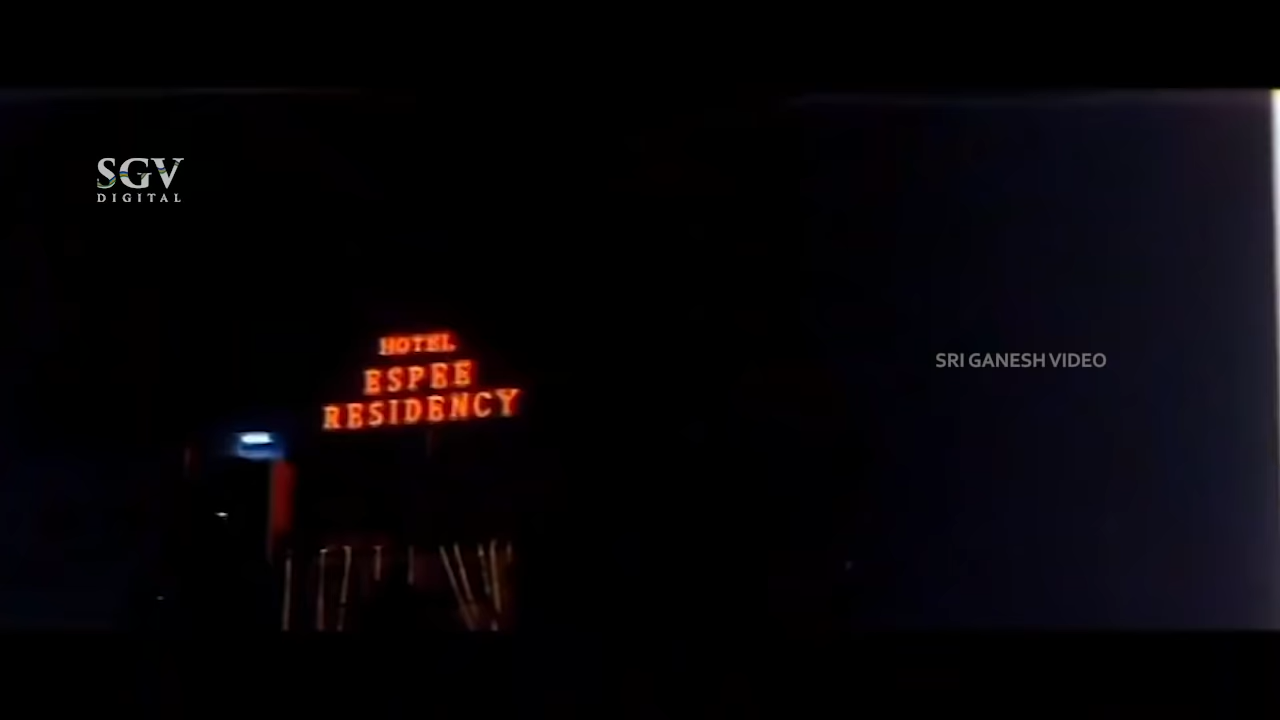 SGV
DIGITAL
HOTEL
ESPEE
RESIDENCY
SRI GANESH VIDEO